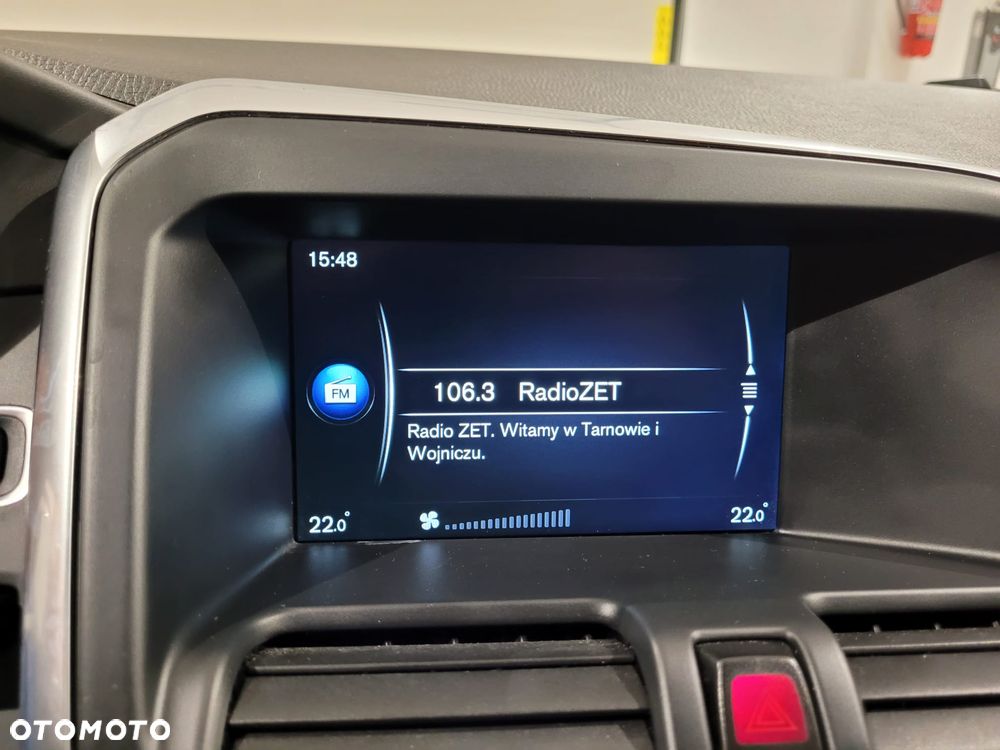 15:48
FM
106.3 RadioZET
Radio ZET. Witamy w Tarnowie i
Wojniczu.
22.0°
22.0°
OTOMOTO